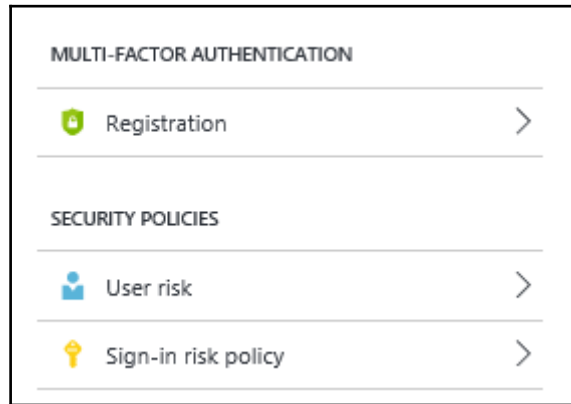 MULTI-FACTOR AUTHENTICATION
Registration
SECURITY POLICIES
User risk
Sign-in risk policy